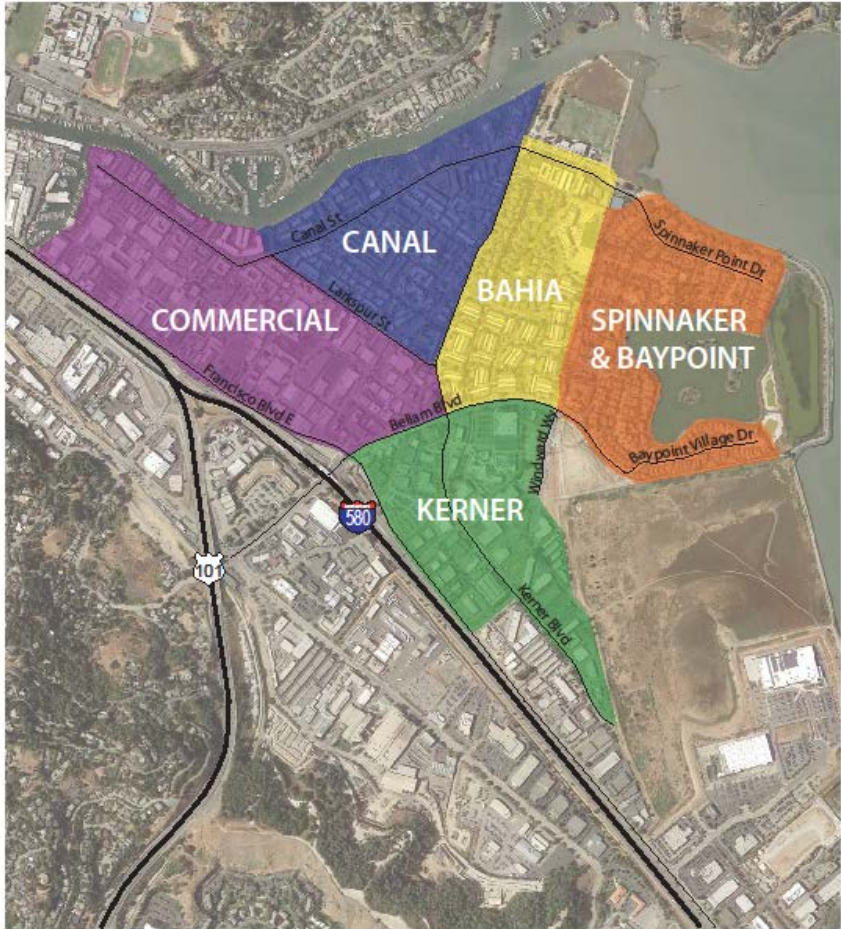 Canal St
CANAL
Larkspur St
COMMERCIAL
Francisco Blvd E
Bellam Blvd
BAHIA
Spinnaker Point Dr
SPINNAKER
& BAYPOINT
Baypoint Village Dr
Windward Wy
KERNER
Kerner Blvd
580
101